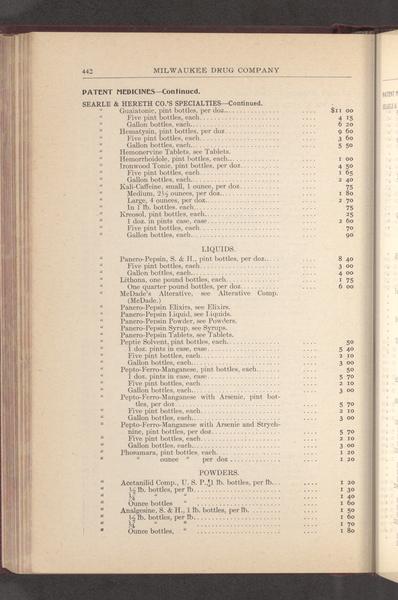 442 MILWAUKEE DRUG COMPANY
PATENT MEDICINES—Continued.
SEARLE & HERETH CO.'S SPECIALTIES—Continued.
" Guaiatonic, pint bottles, per doz. $11 00
" Five pint bottles, each 4 15
" Gallon bottles, each 6 20
" Hematysin, pint bottles, per doz 9 60
" Five pint bottles, each 3 60
" Gallon bottles, each 5 50
" Hemonervine Tablets, see Tablets.
" Hemorrhoidole, pint bottles, each 1 00
" Ironwood Tonic, pint bottles, per doz 4 50
" Five pint bottles, each 1 65
" Gallon bottles, each 2 40
" Kali-Caffeine, small, 1 ounce, per doz 75
" Medium, 2½ ounces, per doz 1 80
" Large, 4 ounces, per doz 2 70
" In 1 lb. bottles, each 75
" Kreosol, pint bottles, each 25
" 1 doz. pints case, case 2 60
" Five pint bottles, each 70
" Gallon bottles, each 90
LIQUIDS.
" Panero-Pepsin, S. & H., pint bottles, per doz. 8 40
" Five pint bottles, each 3 00
" Gallon bottles, each 4 00
" Lithona, one pound bottles, each 1 75
" One quarter pound bottles, per doz 6 00
" McDade's Alterative, see Alterative Comp.
(McDade.)
" Panero-Pepsin Elixirs, see Elixirs.
" Panero-Pepsin Liquid, see Liquids.
" Panero-Pepsin Powder, see Powders.
" Panero-Pepsin Syrup, see Syrups.
" Panero-Pepsin Tablets, see Tablets.
" Peptic Solvent, pint bottles, each 50
" 1 doz. pints in case, case 5 40
" Five pint bottles, each 2 10
" Gallon bottles, each 3 00
" Pepto-Ferro-Manganese, pint bottles, each 50
" 1 doz. pints in case, case 5 70
" Five pint bottles, each 2 10
" Gallon bottles, each 3 00
" Pepto-Ferro-Manganese with Arsenic, pint bot-
tles, per doz 5 70
" Five pint bottles, each 2 10
" Gallon bottles, each 3 00
" Pepto-Ferro-Manganese with Arsenic and Strych-
nine, pint bottles, per doz 5 70
" Five pint bottles, each 2 10
" Gallon bottles, each 3 00
" Phosamara, pint bottles, each 1 20
" " ounce " per doz 1 20
POWDERS.
" Acetanilid Comp., U. S. P., 1 lb. bottles, per lb. 1 20
" ½ lb. bottles, per lb 1 30
" ¼ " " 1 40
" Ounce bottles " 1 60
" Analgesine, S. & H., 1 lb. bottles, per lb. 1 50
" ½ lb. bottles, per lb 1 60
" ¼ " " 1 70
" Ounce bottles, " 1 80